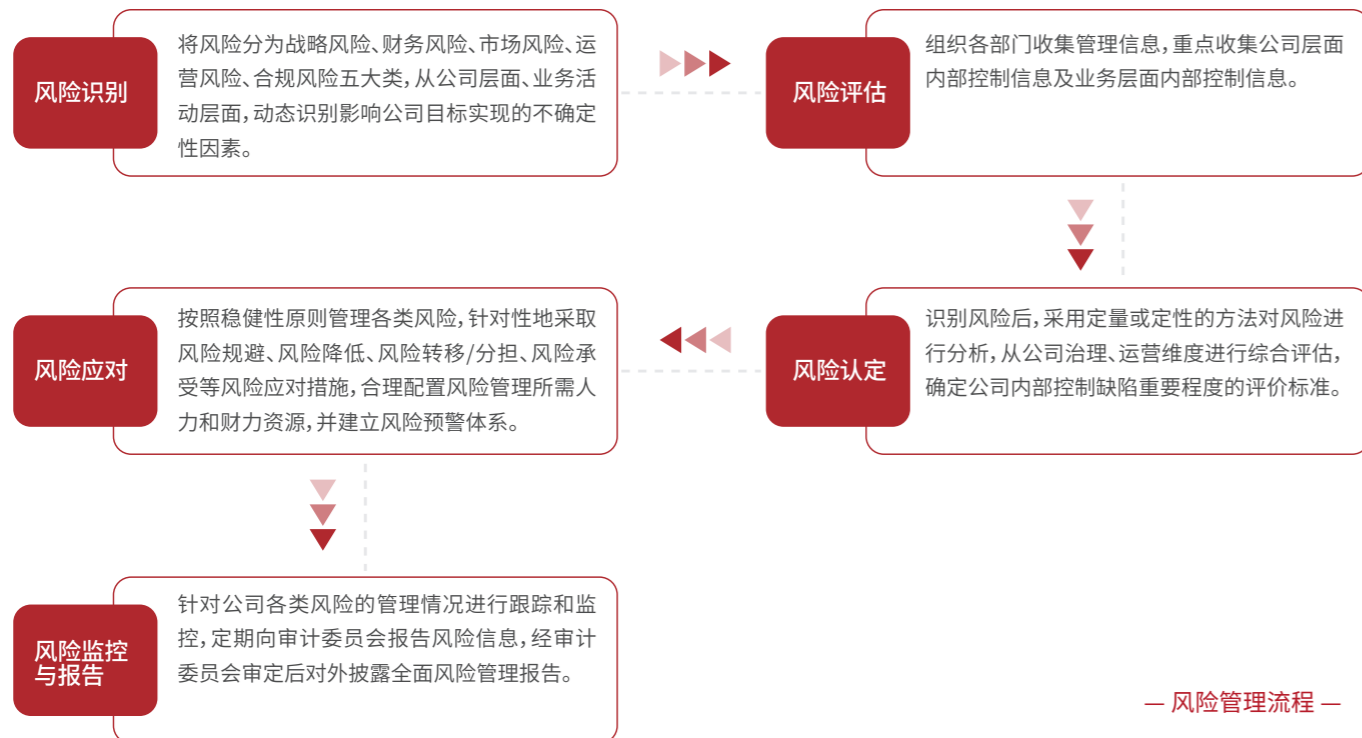 风险识别
将风险分为战略风险、财务风险、市场风险、运
营风险、合规风险五大类，从公司层面、业务活
动层面，动态识别影响公司目标实现的不确定
性因素。
风险评估
组织各部门收集管理信息，重点收集公司层面
内部控制信息及业务层面内部控制信息。
风险认定
识别风险后，采用定量或定性的方法对风险进
行分析，从公司治理、运营维度进行综合评估，
确定公司内部控制缺陷重要程度的评价标准。
风险应对
按照稳健性原则管理各类风险，针对性地采取
风险规避、风险降低、风险转移/分担、风险承
受等风险应对措施，合理配置风险管理所需人
力和财力资源，并建立风险预警体系。
风险监控
与报告
针对公司各类风险的管理情况进行跟踪和监
控，定期向审计委员会报告风险信息，经审计
委员会审定后对外披露全面风险管理报告。
— 风险管理流程 —